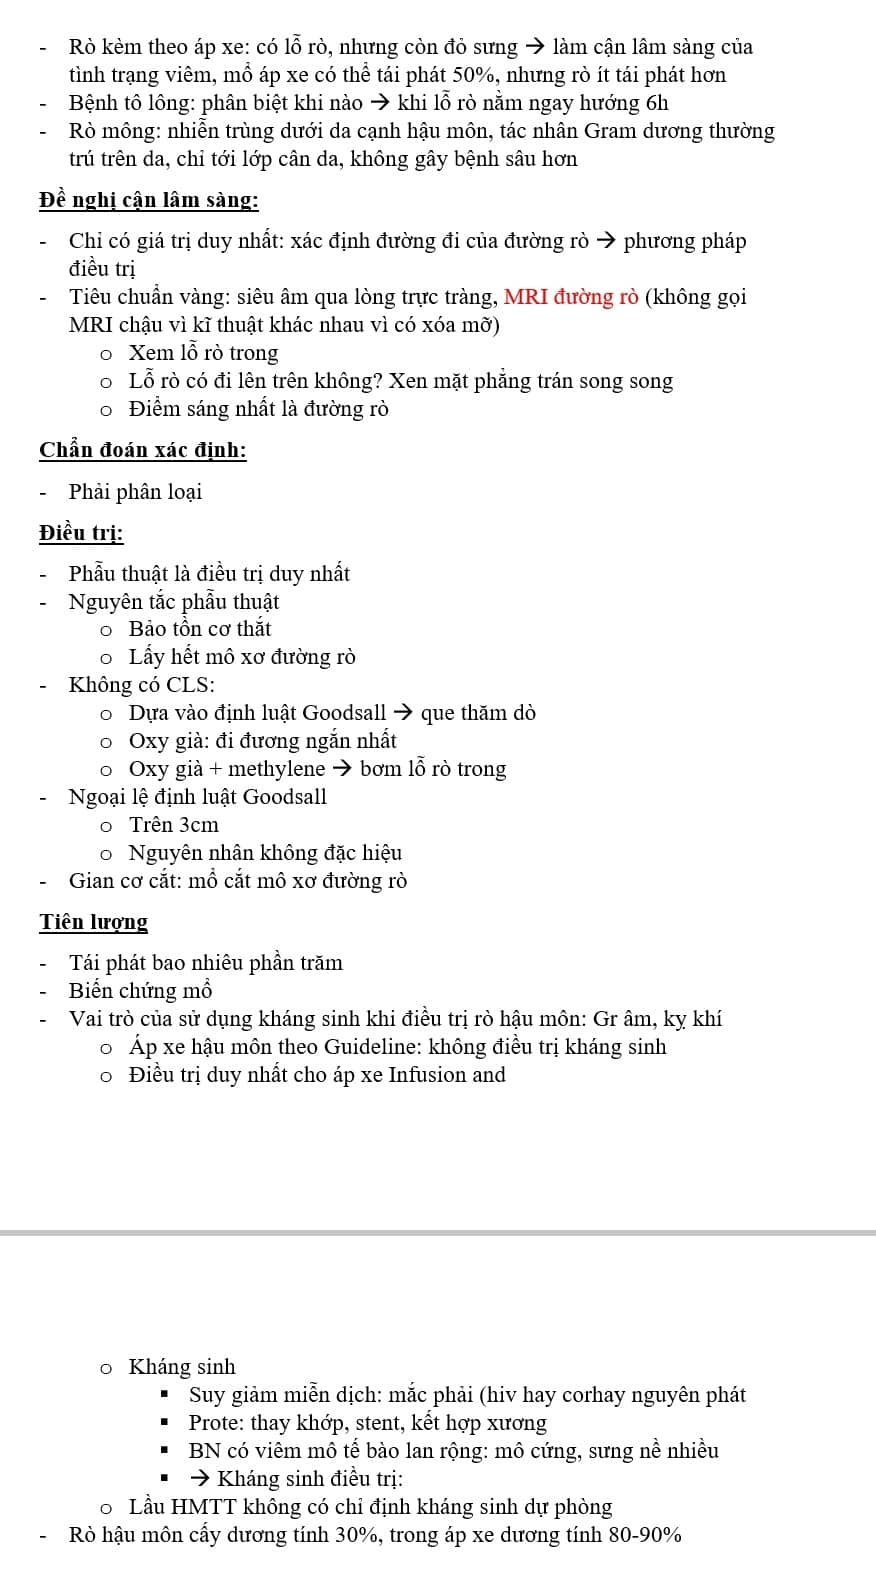 - Rò kèm theo áp xe: có lỗ rò, nhưng còn đỏ sưng → làm cận lâm sàng của
tình trạng viêm, mổ áp xe có thể tái phát 50%, nhưng rò ít tái phát hơn
- Bệnh tô lông: phân biệt khi nào → khi lỗ rò nằm ngay hướng 6h
- Rò mông: nhiễn trùng dưới da cạnh hậu môn, tác nhân Gram dương thường
trú trên da, chỉ tới lớp cân da, không gây bệnh sâu hơn
Đề nghị cận lâm sàng:
- Chỉ có giá trị duy nhất: xác định đường đi của đường rò → phương pháp
điều trị
- Tiêu chuẩn vàng: siêu âm qua lòng trực tràng, MRI đường rò (không gọi
MRI chậu vì kĩ thuật khác nhau vì có xóa mỡ)
o Xem lỗ rò trong
o Lỗ rò có đi lên trên không? Xen mặt phẳng trán song song
o Điểm sáng nhất là đường rò
Chẩn đoán xác định:
- Phải phân loại
Điều trị:
- Phẫu thuật là điều trị duy nhất
- Nguyên tắc phẫu thuật
o Bảo tồn cơ thắt
o Lấy hết mô xơ đường rò
- Không có CLS:
o Dựa vào định luật Goodsall → que thăm dò
o Oxy già: đi đương ngắn nhất
o Oxy già + methylene → bơm lỗ rò trong
- Ngoại lệ định luật Goodsall
o Trên 3cm
o Nguyên nhân không đặc hiệu
- Gian cơ cắt: mổ cắt mô xơ đường rò
Tiên lượng
- Tái phát bao nhiêu phần trăm
- Biến chứng mổ
- Vai trò của sử dụng kháng sinh khi điều trị rò hậu môn: Gr âm, kỵ khí
o Áp xe hậu môn theo Guideline: không điều trị kháng sinh
o Điều trị duy nhất cho áp xe Infusion and
o Kháng sinh
▪ Suy giảm miễn dịch: mắc phải (hiv hay corhay nguyên phát
▪ Prote: thay khớp, stent, kết hợp xương
▪ BN có viêm mô tế bào lan rộng: mô cứng, sưng nề nhiều
▪ → Kháng sinh điều trị:
o Lầu HMTT không có chỉ định kháng sinh dự phòng
- Rò hậu môn cấy dương tính 30%, trong áp xe dương tính 80-90%